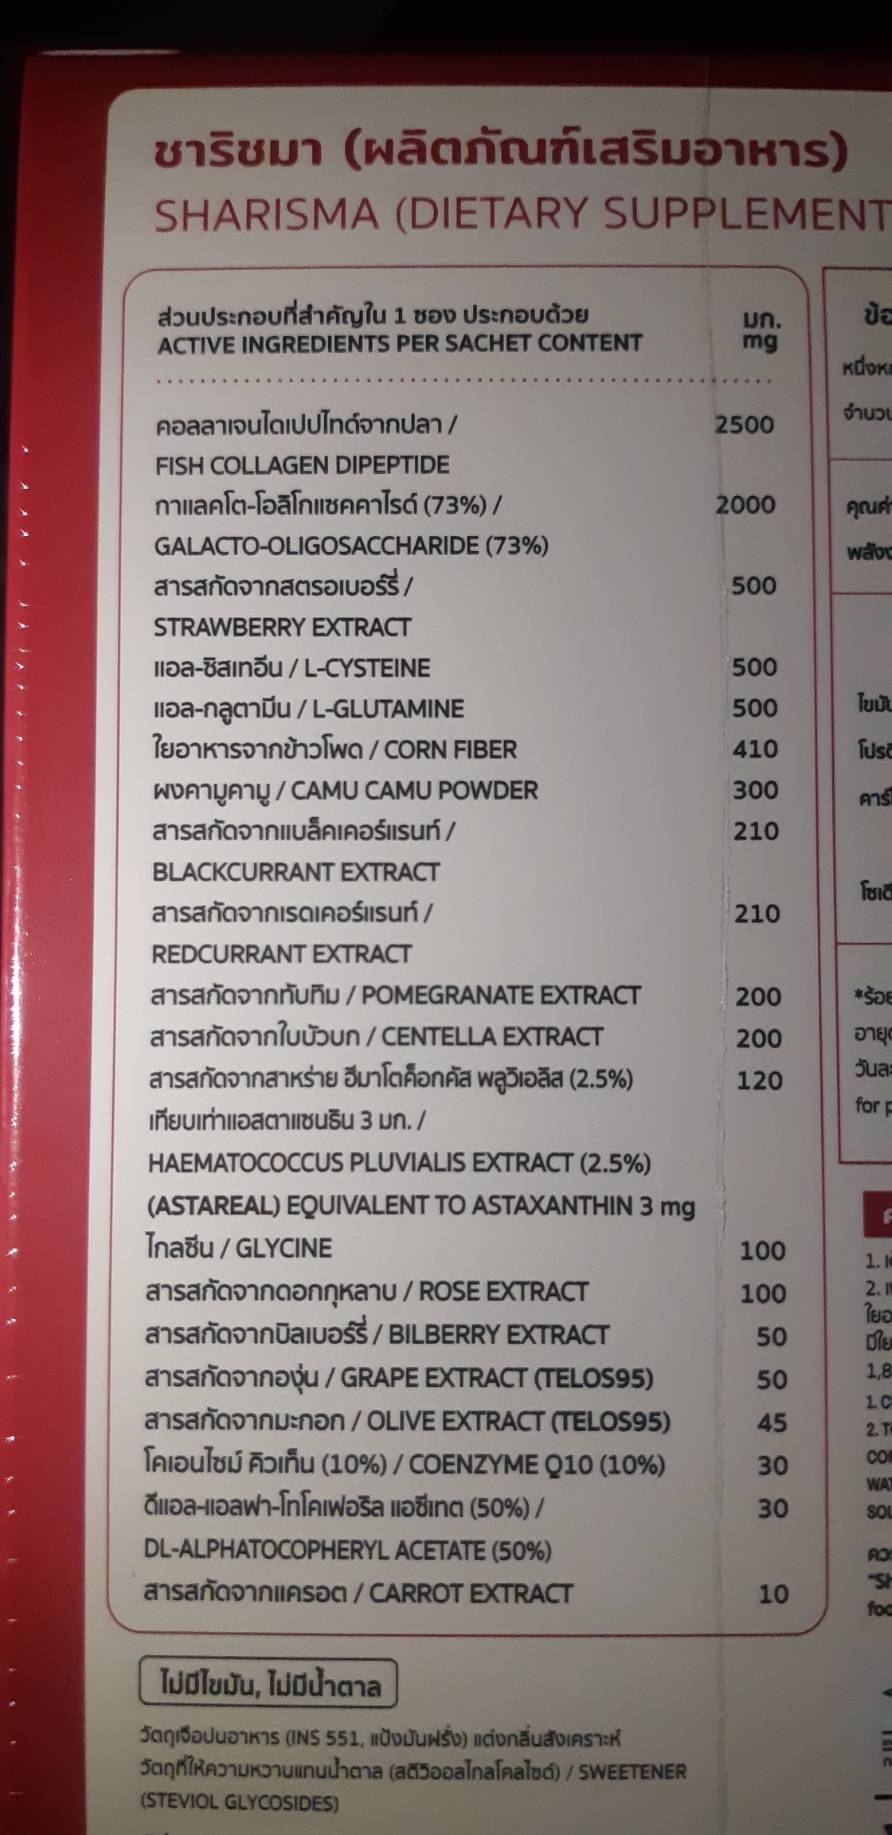 ชาริชมา (ผลิตภัณฑ์เสริมอาหาร)
SHARISMA (DIETARY SUPPLEMENT
ส่วนประกอบที่สำคัญใน 1 ซอง ประกอบด้วย มก.
ACTIVE INGREDIENTS PER SACHET CONTENT mg
คอลลาเจนไดเปปไทด์จากปลา / 2500
FISH COLLAGEN DIPEPTIDE
กาแลคโต-โอลิโกแซคคาไรด์ (73%) / 2000
GALACTO-OLIGOSACCHARIDE (73%)
สารสกัดจากสตรอเบอร์รี่ / 500
STRAWBERRY EXTRACT
แอล-ซิสเทอีน / L-CYSTEINE 500
แอล-กลูตามีน / L-GLUTAMINE 500
ใยอาหารจากข้าวโพด / CORN FIBER 410
ผงคามูคามู / CAMU CAMU POWDER 300
สารสกัดจากแบล็คเคอร์แรนท์ / 210
BLACKCURRANT EXTRACT
สารสกัดจากเรดเคอร์แรนท์ / 210
REDCURRANT EXTRACT
สารสกัดจากทับทิม / POMEGRANATE EXTRACT 200
สารสกัดจากใบบัวบก / CENTELLA EXTRACT 200
สารสกัดจากสาหร่าย ฮีมาโตค็อกคัส พลูวิเอลิส (2.5%) 120
เทียบเท่าแอสตาแซนธิน 3 มก. /
HAEMATOCOCCUS PLUVIALIS EXTRACT (2.5%)
(ASTAREAL) EQUIVALENT TO ASTAXANTHIN 3 mg
ไกลซีน / GLYCINE 100
สารสกัดจากดอกกุหลาบ / ROSE EXTRACT 100
สารสกัดจากบิลเบอร์รี่ / BILBERRY EXTRACT 50
สารสกัดจากองุ่น / GRAPE EXTRACT (TELOS95) 50
สารสกัดจากมะกอก / OLIVE EXTRACT (TELOS95) 45
โคเอนไซม์ คิวเท็น (10%) / COENZYME Q10 (10%) 30
ดีแอล-แอลฟา-โทโคเฟอริล แอซีเทต (50%) / 30
DL-ALPHATOCOPHERYL ACETATE (50%)
สารสกัดจากแครอต / CARROT EXTRACT 10
ไม่มีไขมัน, ไม่มีน้ำตาล
วัตถุเจือปนอาหาร (INS 551, แป้งมันฝรั่ง) แต่งกลิ่นสังเคราะห์
วัตถุที่ให้ความหวานแทนน้ำตาล (สตีวิออลไกลโคลไซด์) / SWEETENER
(STEVIOL GLYCOSIDES)
*ร้อย
for
1.
2.
1,8
1.
2.